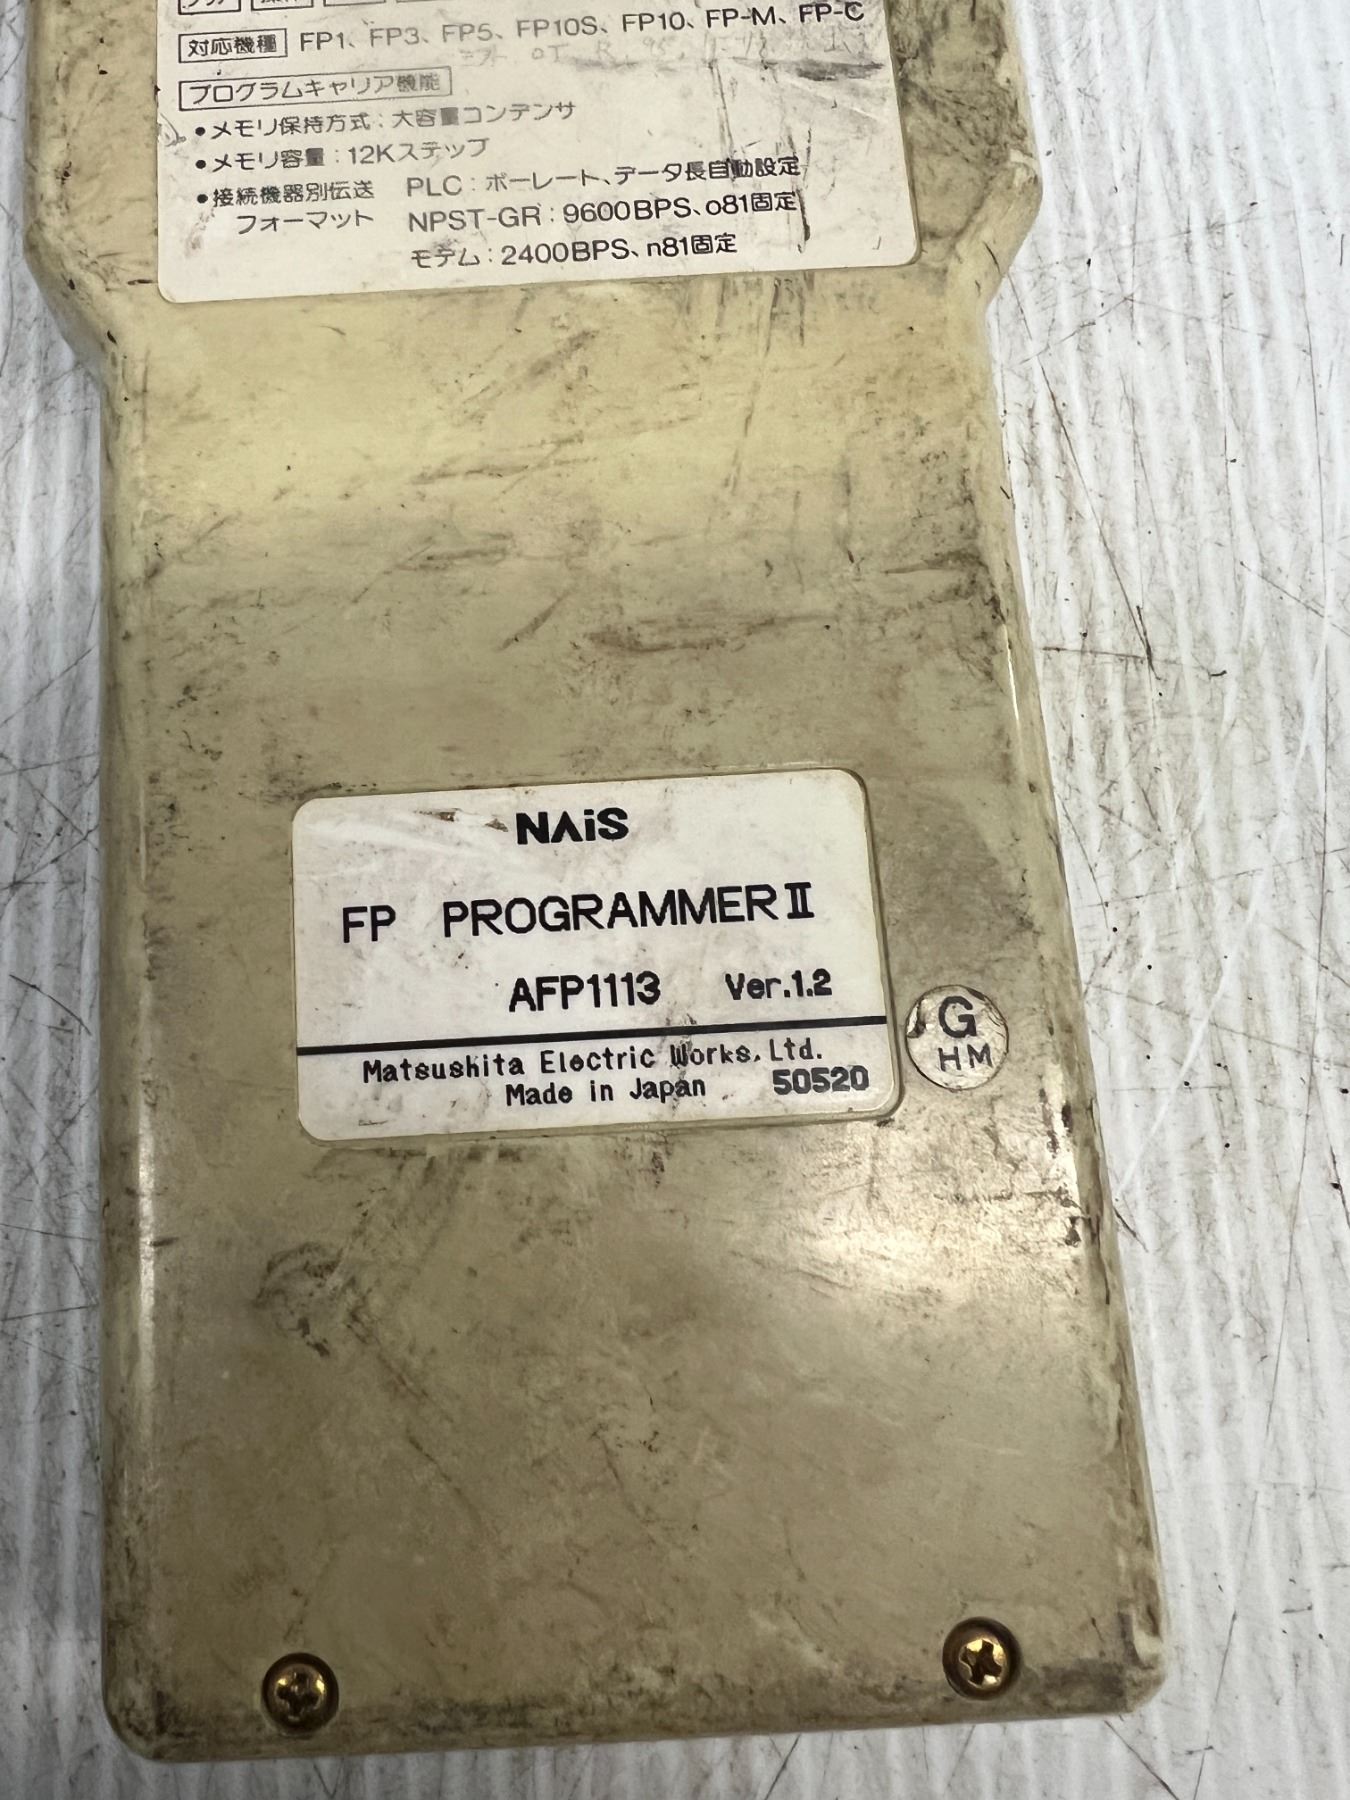 クリア
対応機種 FP1、FP3、FP5、FP10S、FP10、FP-M、FP-C
プログラムキャリア機能
•メモリ保持方式：大容量コンデンサ
•メモリ容量：12Kステップ
•接続機器別伝送 PLC：ボーレート、データ長自動設定
フォーマット NPST-GR：9600BPS、o81固定
モデム：2400BPS、n81固定
NAiS
FP PROGRAMMER II
AFP1113 Ver.1.2
Matsushita Electric Works, Ltd.
Made in Japan 50520
G
HM